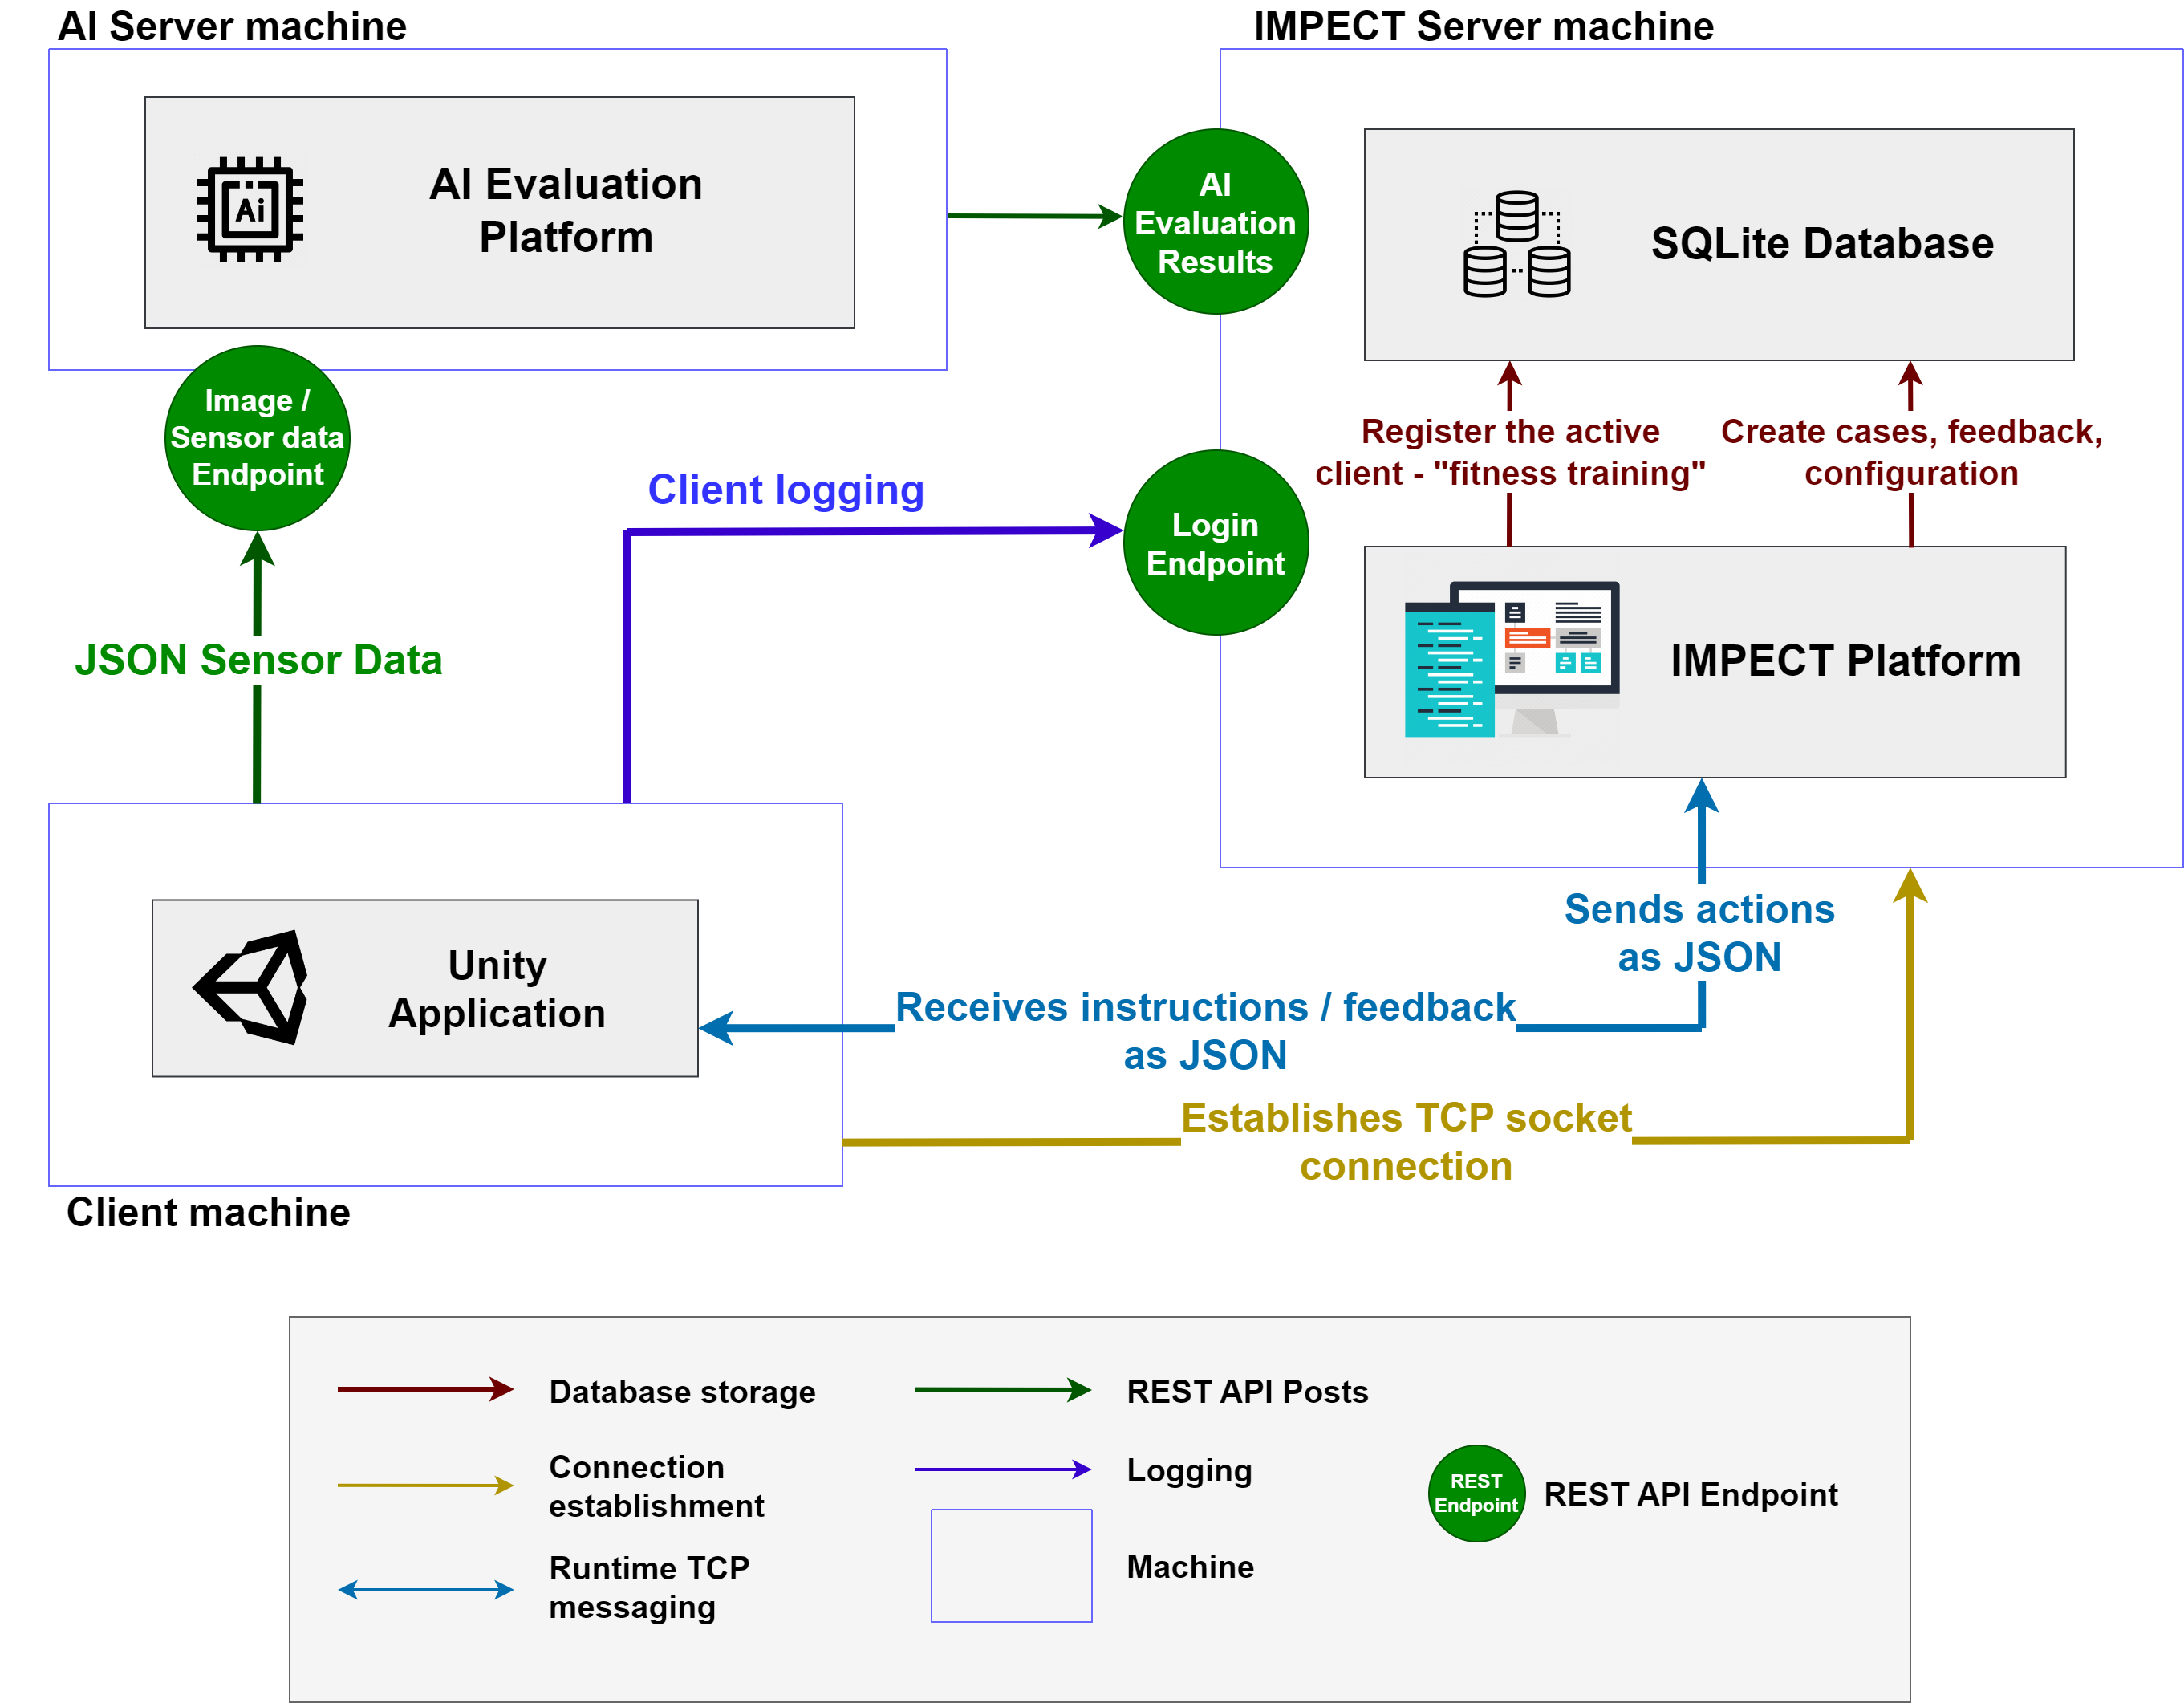 AI Server machine
IMPECT Server machine
Ai
AI Evaluation
Platform
AI
Evaluation
Results
SQLite Database
Image /
Sensor data
Endpoint
Register the active
client - "fitness training"
Create cases, feedback,
configuration
Client logging
Login
Endpoint
JSON Sensor Data
IMPECT Platform
Sends actions
as JSON
Unity
Application
Receives instructions / feedback
as JSON
Establishes TCP socket
connection
Client machine
Database storage
REST API Posts
Connection
establishment
Logging
REST
Endpoint
REST API Endpoint
Runtime TCP
messaging
Machine